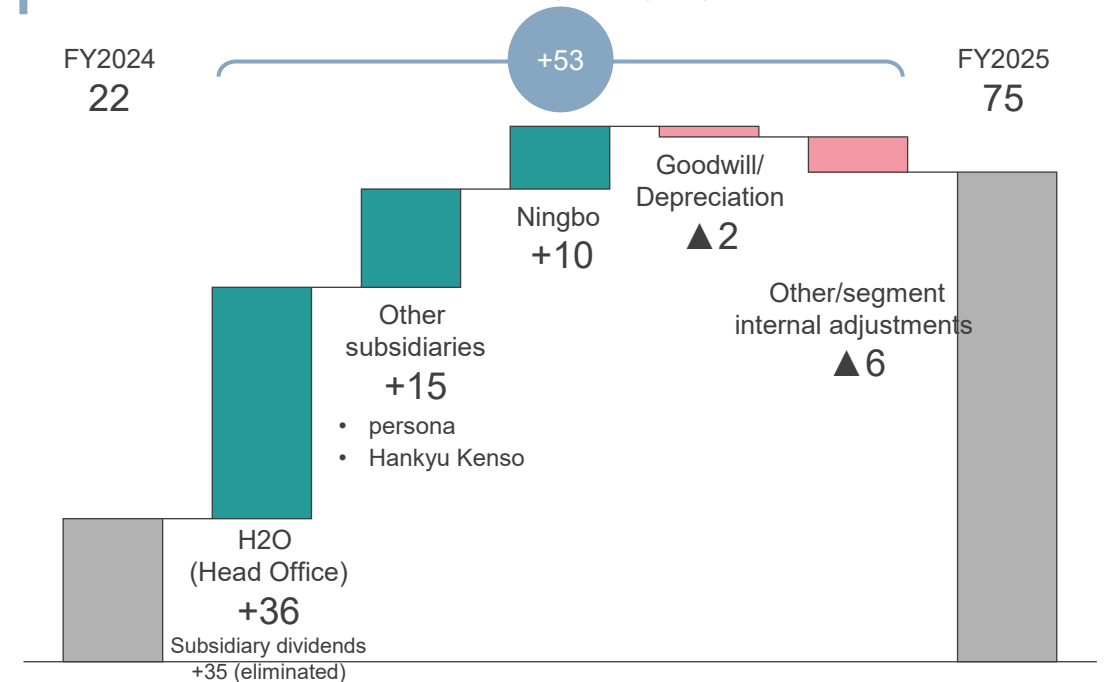 +53
FY2024
22
FY2025
75
Goodwill/
Depreciation
▲2
Ningbo
+10
Other/segment
internal adjustments
▲6
Other
subsidiaries
+15
• persona
• Hankyu Kenso
H2O
(Head Office)
+36
Subsidiary dividends
+35 (eliminated)